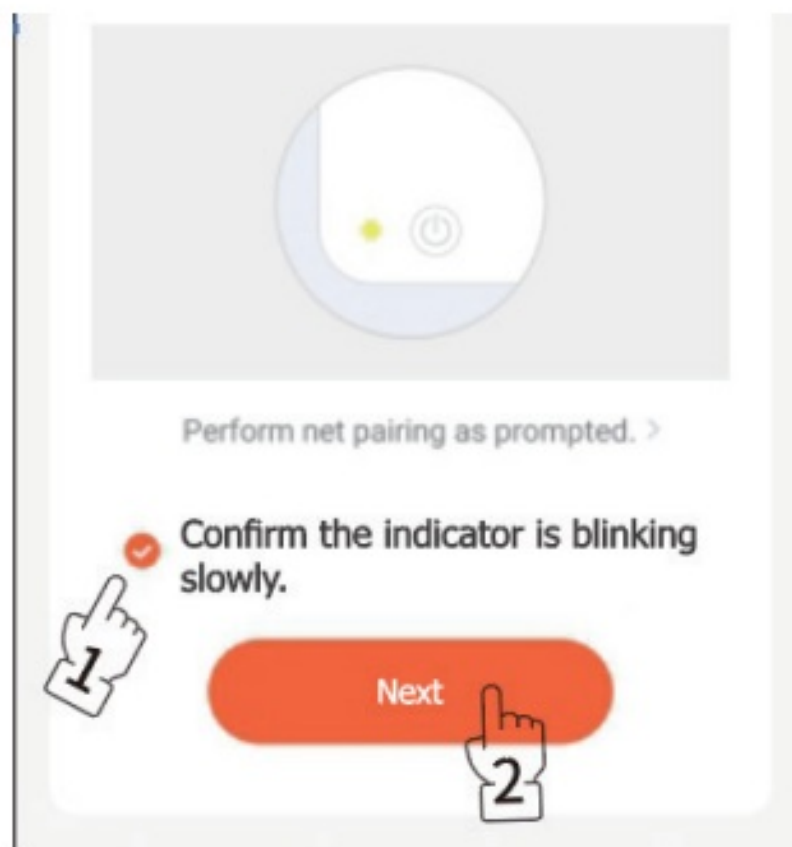 Perform net pairing as prompted. >
Confirm the indicator is blinking
slowly.
1
Next
2